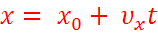 x = x₀ + υₓt